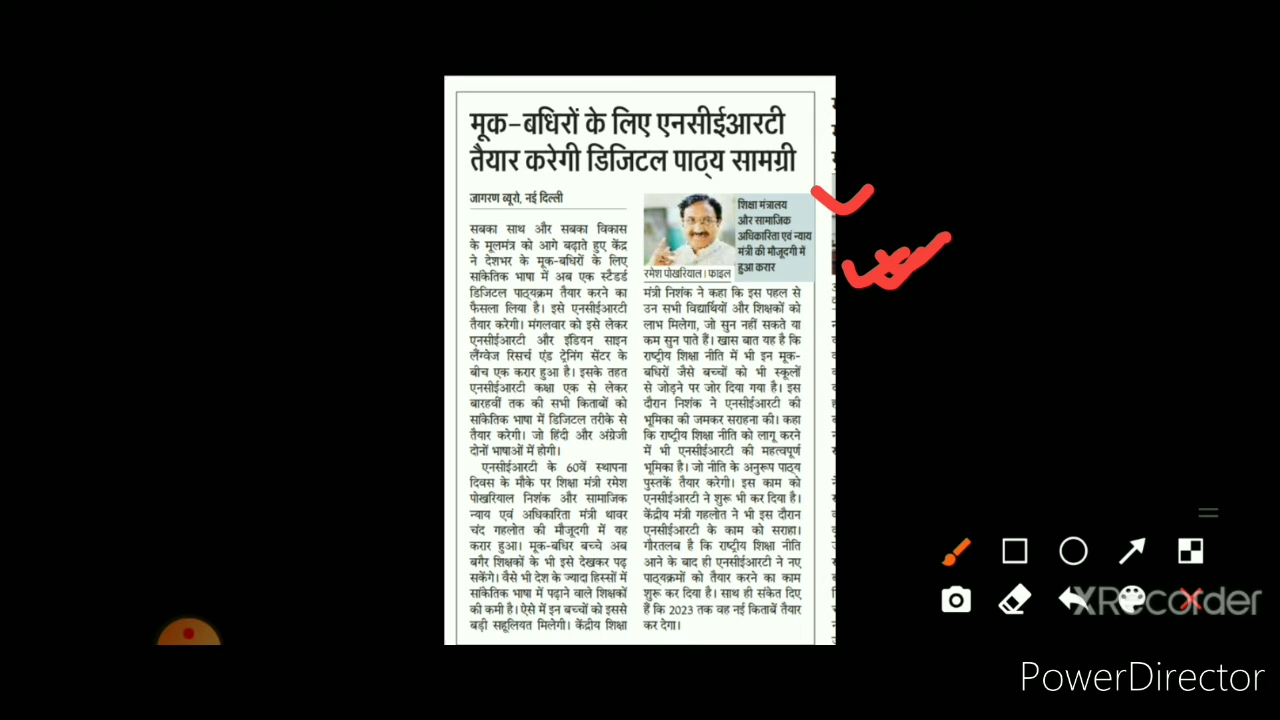 मूक-बधिरों के लिए एनसीईआरटी
तैयार करेगी डिजिटल पाठ्य सामग्री
जागरण ब्यूरो, नई दिल्ली
सबका साथ और सबका विकास
के मूलमंत्र को आगे बढ़ाते हुए केंद्र
ने देशभर के मूक-बधिरों के लिए
सांकेतिक भाषा में अब एक स्टैंडर्ड
डिजिटल पाठ्यक्रम तैयार करने का
फैसला लिया है। इसे एनसीईआरटी
तैयार करेगी। मंगलवार को इसे लेकर
एनसीईआरटी और इंडियन साइन
लैंग्वेज रिसर्च एंड ट्रेनिंग सेंटर के
बीच एक करार हुआ है। इसके तहत
एनसीईआरटी कक्षा एक से लेकर
बारहवीं तक की सभी किताबों को
सांकेतिक भाषा में डिजिटल तरीके से
तैयार करेगी। जो हिंदी और अंग्रेजी
दोनों भाषाओं में होगी।
एनसीईआरटी के 60वें स्थापना
दिवस के मौके पर शिक्षा मंत्री रमेश
पोखरियाल निशंक और सामाजिक
न्याय एवं अधिकारिता मंत्री थावर
चंद गहलोत की मौजूदगी में यह
करार हुआ। मूक-बधिर बच्चे अब
बगैर शिक्षकों के भी इसे देखकर पढ़
सकेंगे। वैसे भी देश के ज्यादा हिस्सों में
सांकेतिक भाषा में पढ़ाने वाले शिक्षकों
की कमी है। ऐसे में इन बच्चों को इससे
बड़ी सहूलियत मिलेगी। केंद्रीय शिक्षा
शिक्षा मंत्रालय
और सामाजिक
अधिकारिता एवं न्याय
मंत्री की मौजूदगी में
हुआ करार
रमेश पोखरियाल। फाइल
मंत्री निशंक ने कहा कि इस पहल से
उन सभी विद्यार्थियों और शिक्षकों को
लाभ मिलेगा, जो सुन नहीं सकते या
कम सुन पाते हैं। खास बात यह है कि
राष्ट्रीय शिक्षा नीति में भी इन मूक-
बधिरों जैसे बच्चों को भी स्कूलों
से जोड़ने पर जोर दिया गया है। इस
दौरान निशंक ने एनसीईआरटी की
भूमिका की जमकर सराहना की। कहा
कि राष्ट्रीय शिक्षा नीति को लागू करने
में भी एनसीईआरटी की महत्वपूर्ण
भूमिका है। जो नीति के अनुरूप पाठ्य
पुस्तकें तैयार करेगी। इस काम को
एनसीईआरटी ने शुरू भी कर दिया है।
केंद्रीय मंत्री गहलोत ने भी इस दौरान
एनसीईआरटी के काम को सराहा।
गौरतलब है कि राष्ट्रीय शिक्षा नीति
आने के बाद ही एनसीईआरटी ने नए
पाठ्यक्रमों को तैयार करने का काम
शुरू कर दिया है। साथ ही संकेत दिए
हैं कि 2023 तक वह नई किताबें तैयार
कर देगा।
XRecorder
PowerDirector